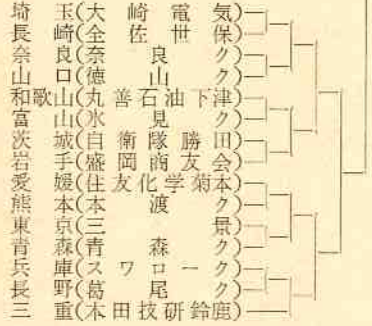 埼玉(大崎電気)
長崎(全佐世保)
奈良(奈良ク)
山口(徳山ク)
和歌山(丸善石油下津)
富山(氷見ク)
茨城(自衛隊勝田)
岩手(盛岡商友会)
愛媛(住友化学菊本)
熊本(本渡ク)
東京(三景)
青森(青森ク)
兵庫(スワローク)
長野(葛尾ク)
三重(本田技研鈴鹿)